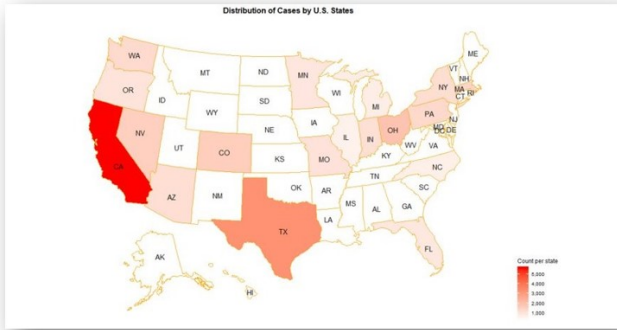 Distribution of Cases by U.S. States
ME
WA
VT
NH
MT
ND
MN
OR
NY
MA
WI
CT
RI
ID
SD
MI
WY
PA
NJ
IA
NE
OH
MD
DE
DC
NV
IL
IN
UT
CO
WV
VA
CA
KS
MO
KY
NC
TN
AZ
OK
NM
AR
SC
MS
AL
GA
LA
TX
FL
AK
HI
Count per state
5,000
4,000
3,000
2,000
1,000